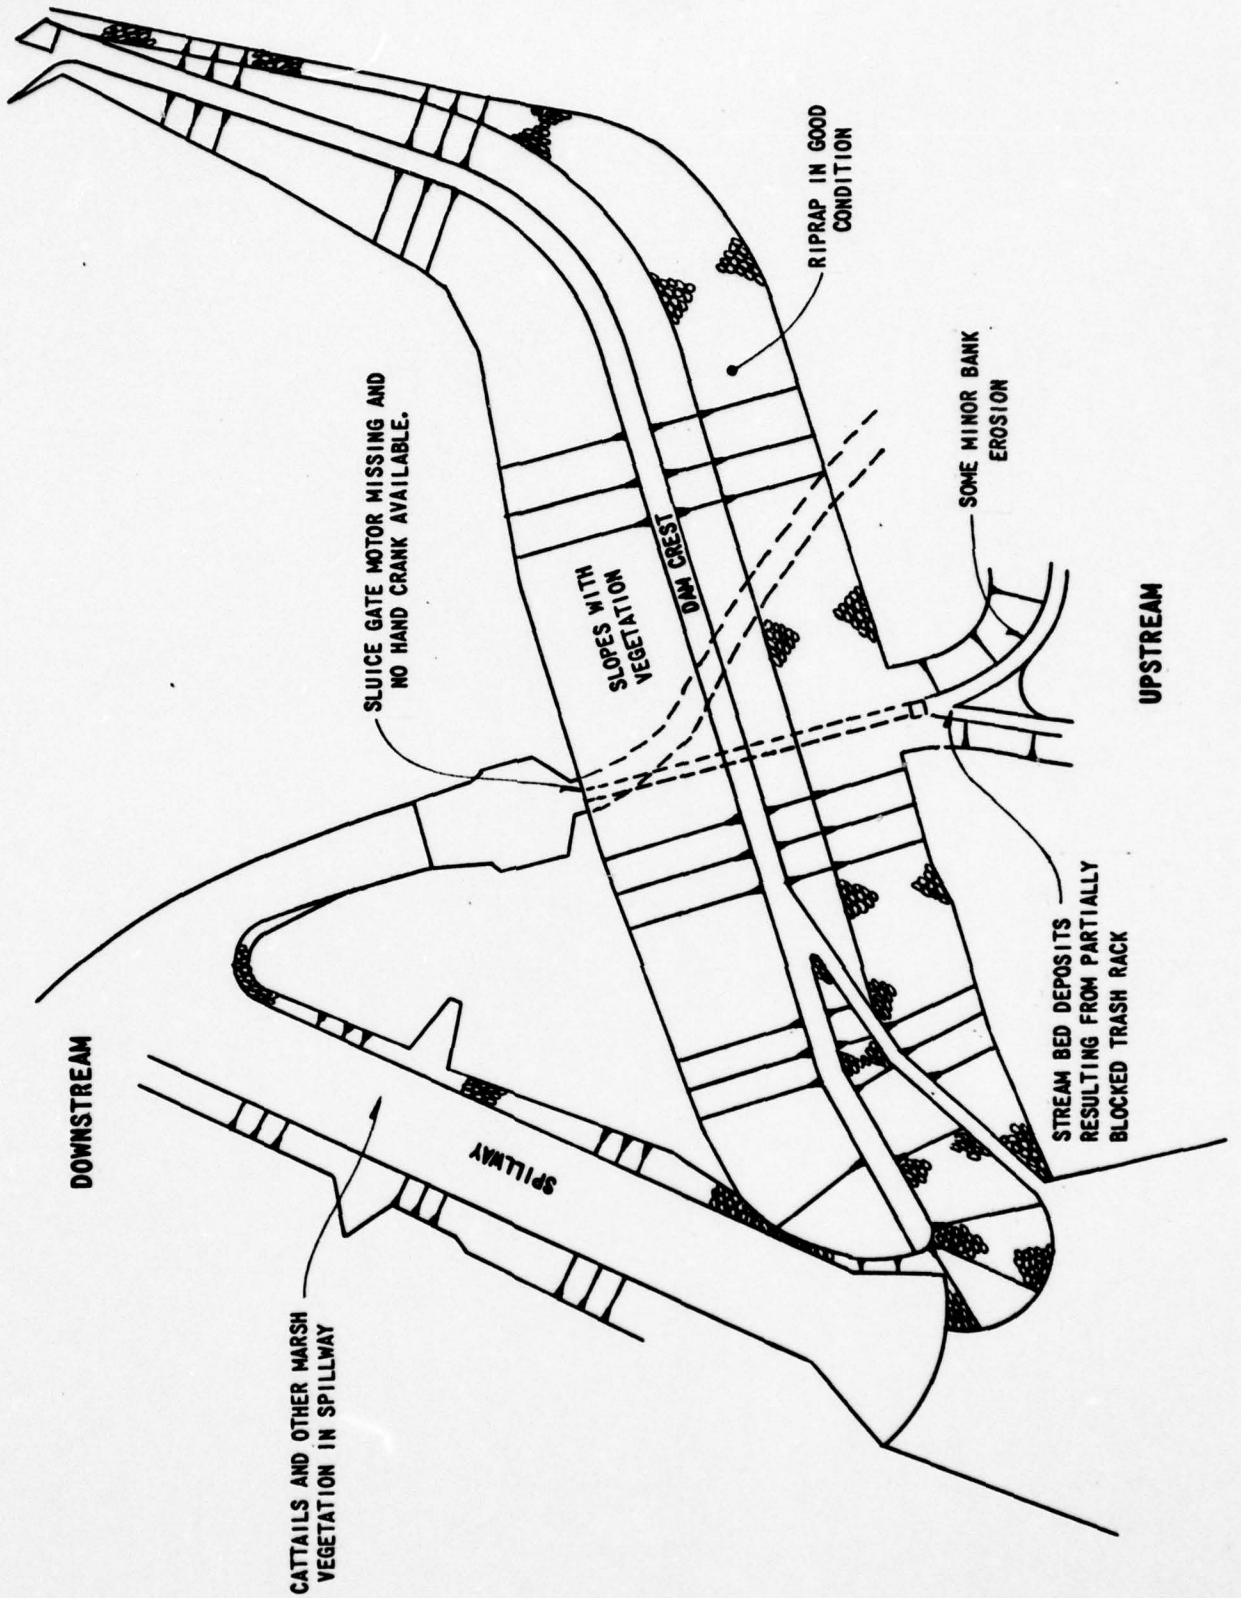 DOWNSTREAM
CATTAILS AND OTHER MARSH
VEGETATION IN SPILLWAY
SPILLWAY
SLUICE GATE MOTOR MISSING AND
NO HAND CRANK AVAILABLE.
SLOPES WITH
VEGETATION
DAM CREST
RIPRAP IN GOOD
CONDITION
STREAM BED DEPOSITS
RESULTING FROM PARTIALLY
BLOCKED TRASH RACK
SOME MINOR BANK
EROSION
UPSTREAM